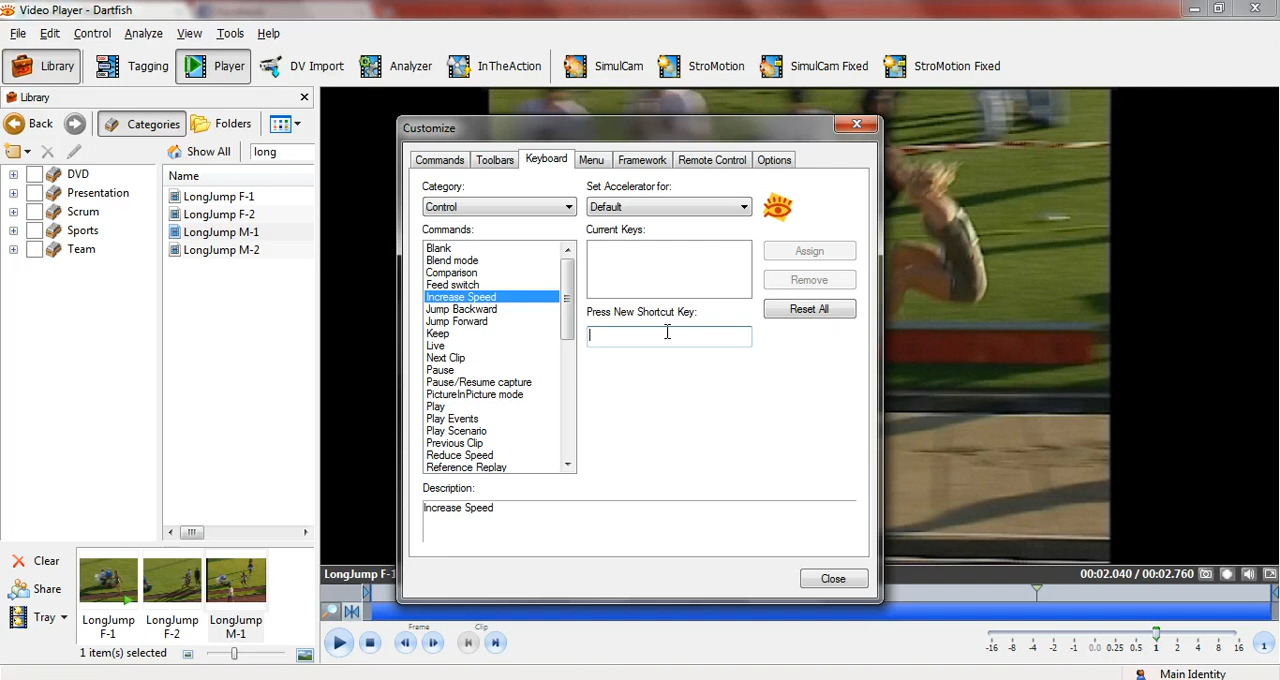 Video Player - Dartfish
File Edit Control Analyze View Tools Help
Library Tagging Player DV Import Analyzer InTheAction SimulCam StroMotion SimulCam Fixed StroMotion Fixed
Library
Back Categories Folders
Show All long
DVD
Presentation
Scrum
Sports
Team
Name
LongJump F-1
LongJump F-2
LongJump M-1
LongJump M-2
Customize
Commands Toolbars Keyboard Menu Framework Remote Control Options
Category: Set Accelerator for:
Control Default
Commands: Current Keys:
Blank
Blend mode
Comparison
Feed switch
Increase Speed
Jump Backward
Jump Forward
Keep
Live
Next Clip
Pause
Pause/Resume capture
PictureInPicture mode
Play
Play Events
Play Scenario
Previous Clip
Reduce Speed
Reference Replay
Assign
Remove
Press New Shortcut Key: Reset All
Description:
Increase Speed
Close
Clear
Share
Tray
LongJump F-1
LongJump F-2
LongJump M-1
1 item(s) selected
LongJump F-1 00:02.040 / 00:02.760
Frame Clip
-16 -8 -4 -2 -1 0.0 0.25 0.5 1 2 4 8 16 1
Main Identity